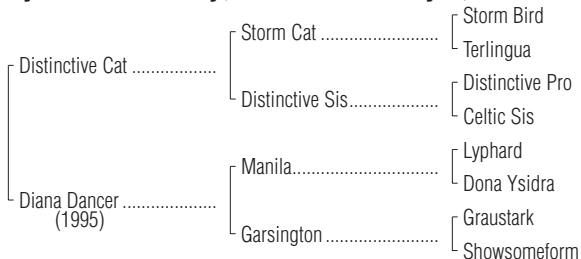 Storm Bird
Storm Cat ......................
Terlingua
Distinctive Cat ..................
Distinctive Pro
Distinctive Sis.....................
Celtic Sis
Lyphard
Manila...............................
Dona Ysidra
Diana Dancer ....................
(1995)
Graustark
Garsington .......................
Showsomeform